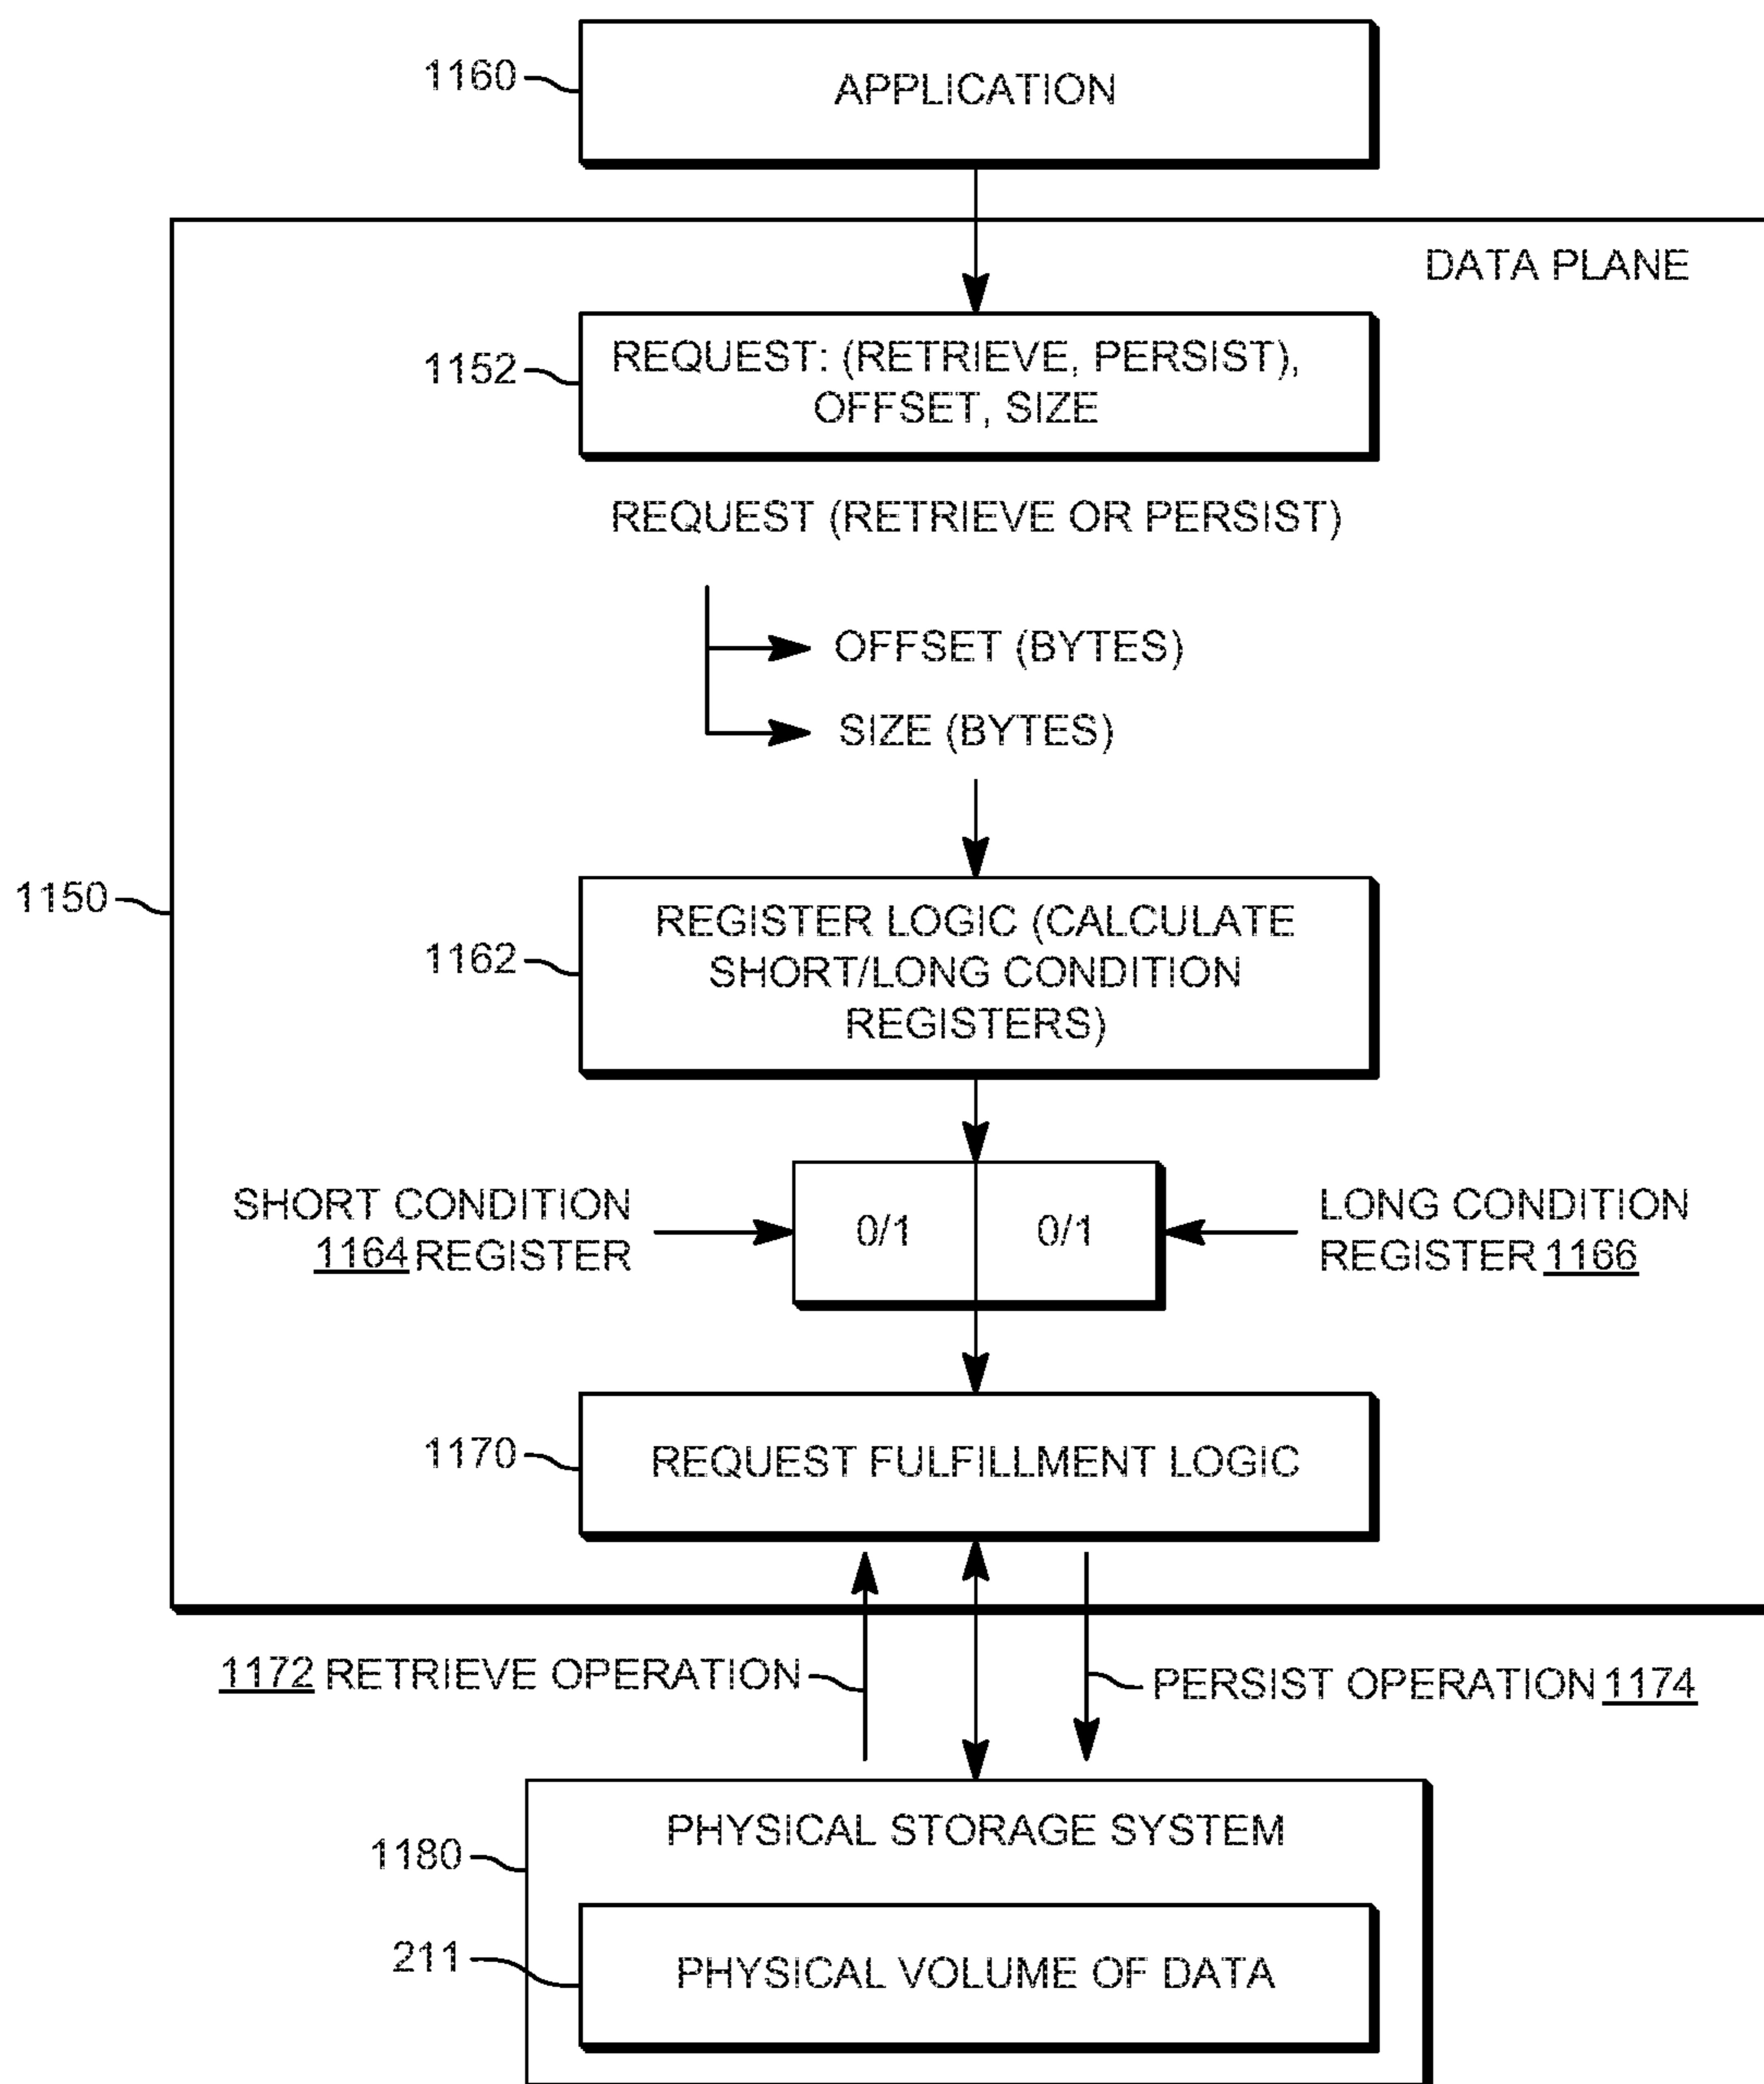 1160
APPLICATION
DATA PLANE
1152
REQUEST: (RETRIEVE, PERSIST),
OFFSET, SIZE
REQUEST (RETRIEVE OR PERSIST)
OFFSET (BYTES)
SIZE (BYTES)
1150
1162
REGISTER LOGIC (CALCULATE
SHORT/LONG CONDITION
REGISTERS)
SHORT CONDITION
1164 REGISTER
0/1
0/1
LONG CONDITION
REGISTER 1166
1170
REQUEST FULFILLMENT LOGIC
1172 RETRIEVE OPERATION
PERSIST OPERATION 1174
PHYSICAL STORAGE SYSTEM
1180
211
PHYSICAL VOLUME OF DATA